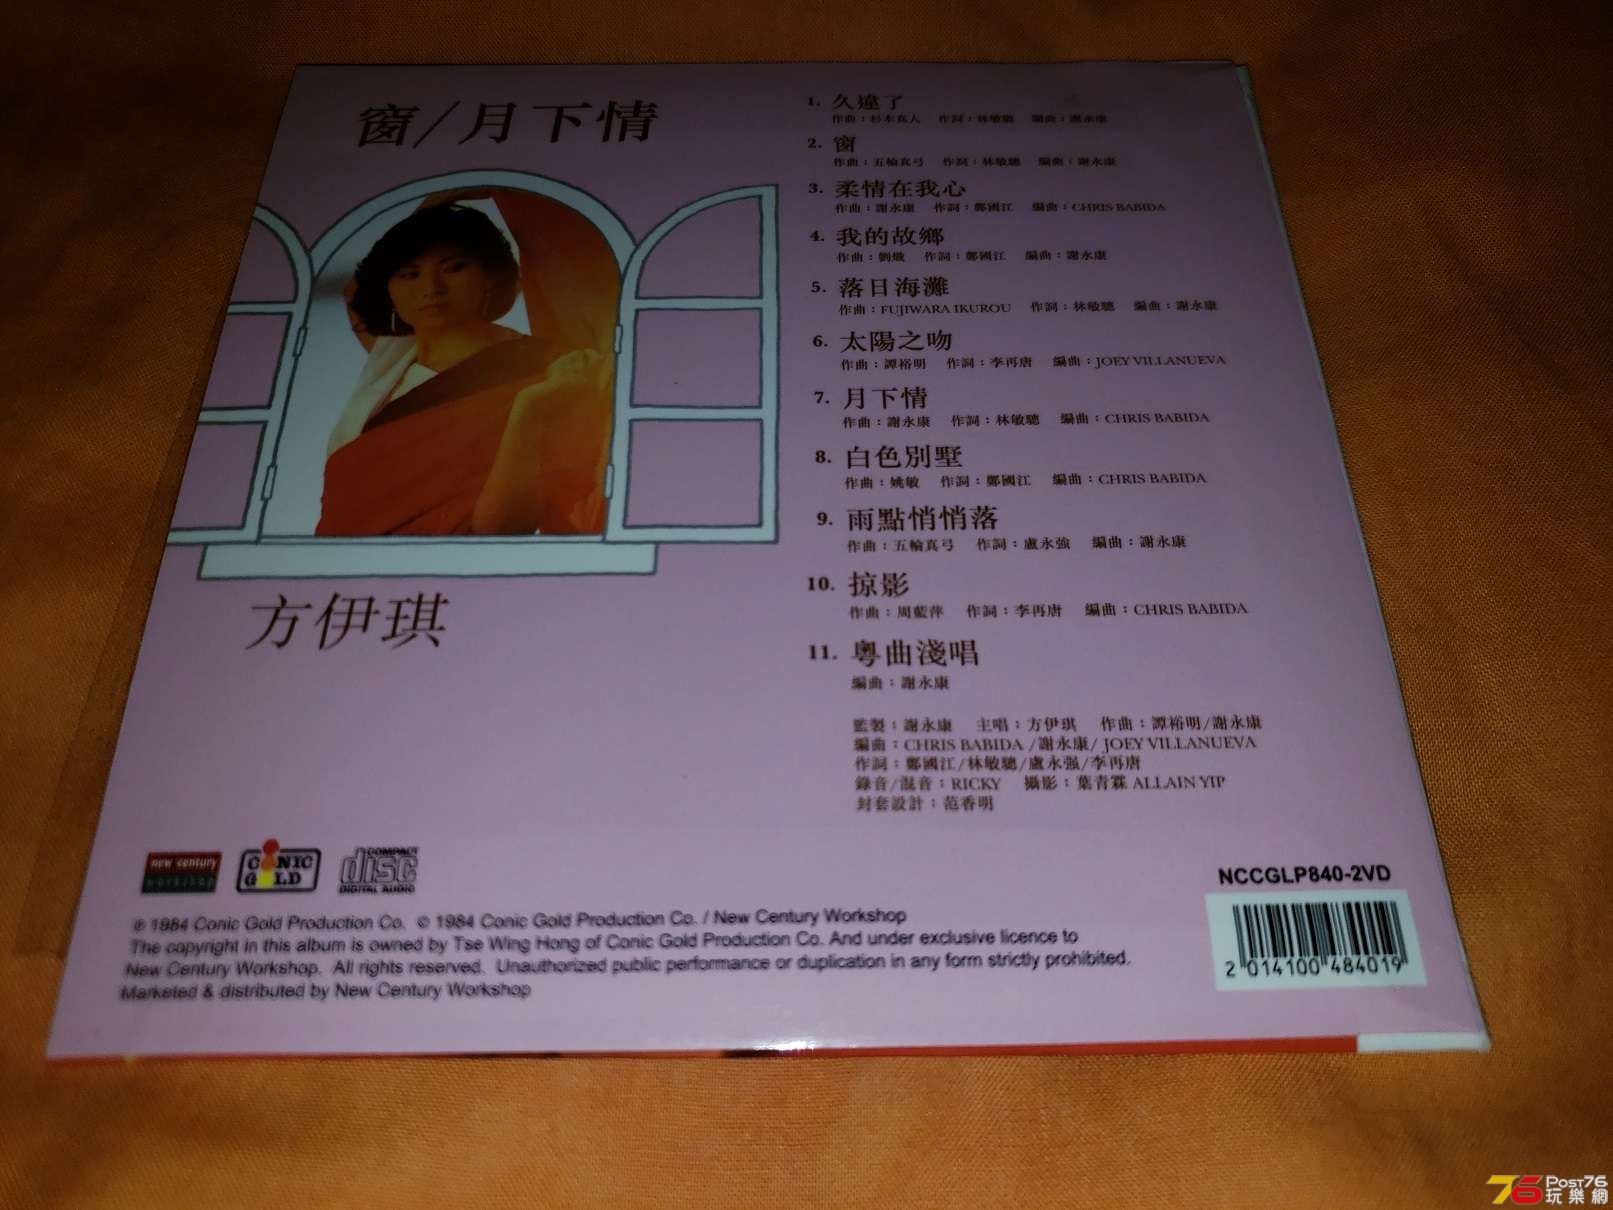 窗/月下情
方伊琪
1. 久違了
作曲：杉本真人 作詞：林敏驄 編曲：謝永康
2. 窗
作曲：五輪真弓 作詞：林敏驄 編曲：謝永康
3. 柔情在我心
作曲：謝永康 作詞：鄭國江 編曲：CHRIS BABIDA
4. 我的故鄉
作曲：劉熾 作詞：鄭國江 編曲：謝永康
5. 落日海灘
作曲：FUJIWARA IKUROU 作詞：林敏驄 編曲：謝永康
6. 太陽之吻
作曲：譚裕明 作詞：李再唐 編曲：JOEY VILLANUEVA
7. 月下情
作曲：謝永康 作詞：林敏驄 編曲：CHRIS BABIDA
8. 白色別墅
作曲：姚敏 作詞：鄭國江 編曲：CHRIS BABIDA
9. 雨點悄悄落
作曲：五輪真弓 作詞：盧永強 編曲：謝永康
10. 掠影
作曲：周藍萍 作詞：李再唐 編曲：CHRIS BABIDA
11. 粵曲淺唱
編曲：謝永康
監製：謝永康 主唱：方伊琪 作曲：譚裕明/謝永康
編曲：CHRIS BABIDA /謝永康/ JOEY VILLANUEVA
作詞：鄭國江/林敏驄/盧永强/李再唐
錄音/混音：RICKY 攝影：葉青霖 ALLAIN YIP
封套設計：范香明
new century
workshop
CONIC
GOLD
COMPACT
disc
DIGITAL AUDIO
℗ 1984 Conic Gold Production Co. © 1984 Conic Gold Production Co. / New Century Workshop
The copyright in this album is owned by Tse Wing Hong of Conic Gold Production Co. And under exclusive licence to
New Century Workshop. All rights reserved. Unauthorized public performance or duplication in any form strictly prohibited.
Marketed & distributed by New Century Workshop
NCCGLP840-2VD
2 014100 484019
76 Post76
玩樂網